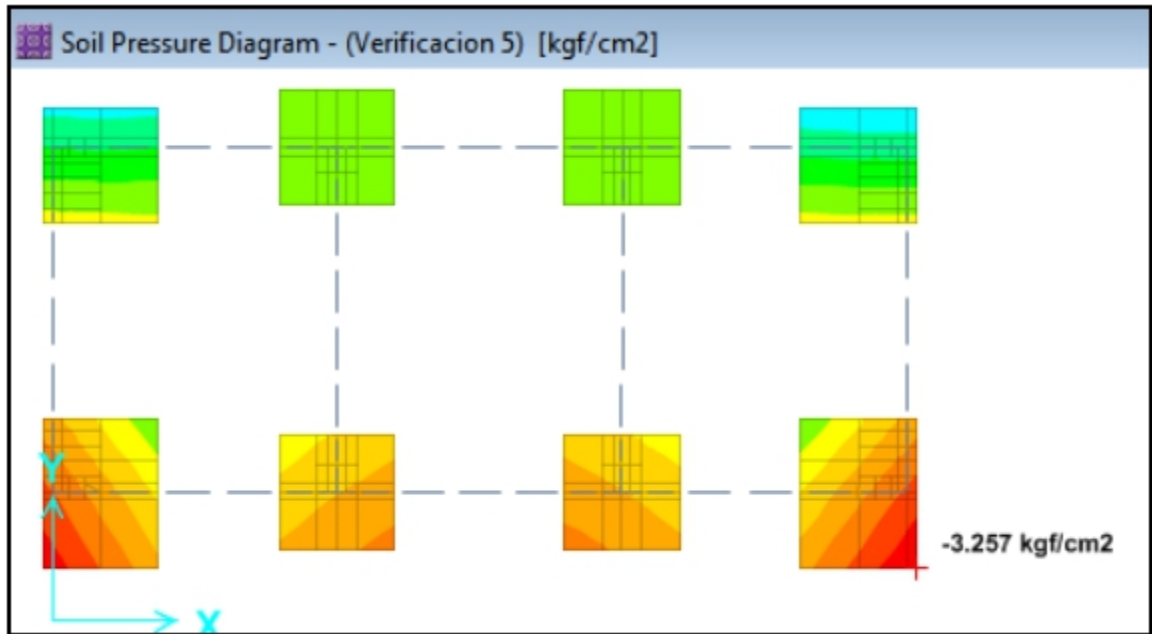 Soil Pressure Diagram - (Verificacion 5) [kgf/cm2]
Y
-3.257 kgf/cm2
X